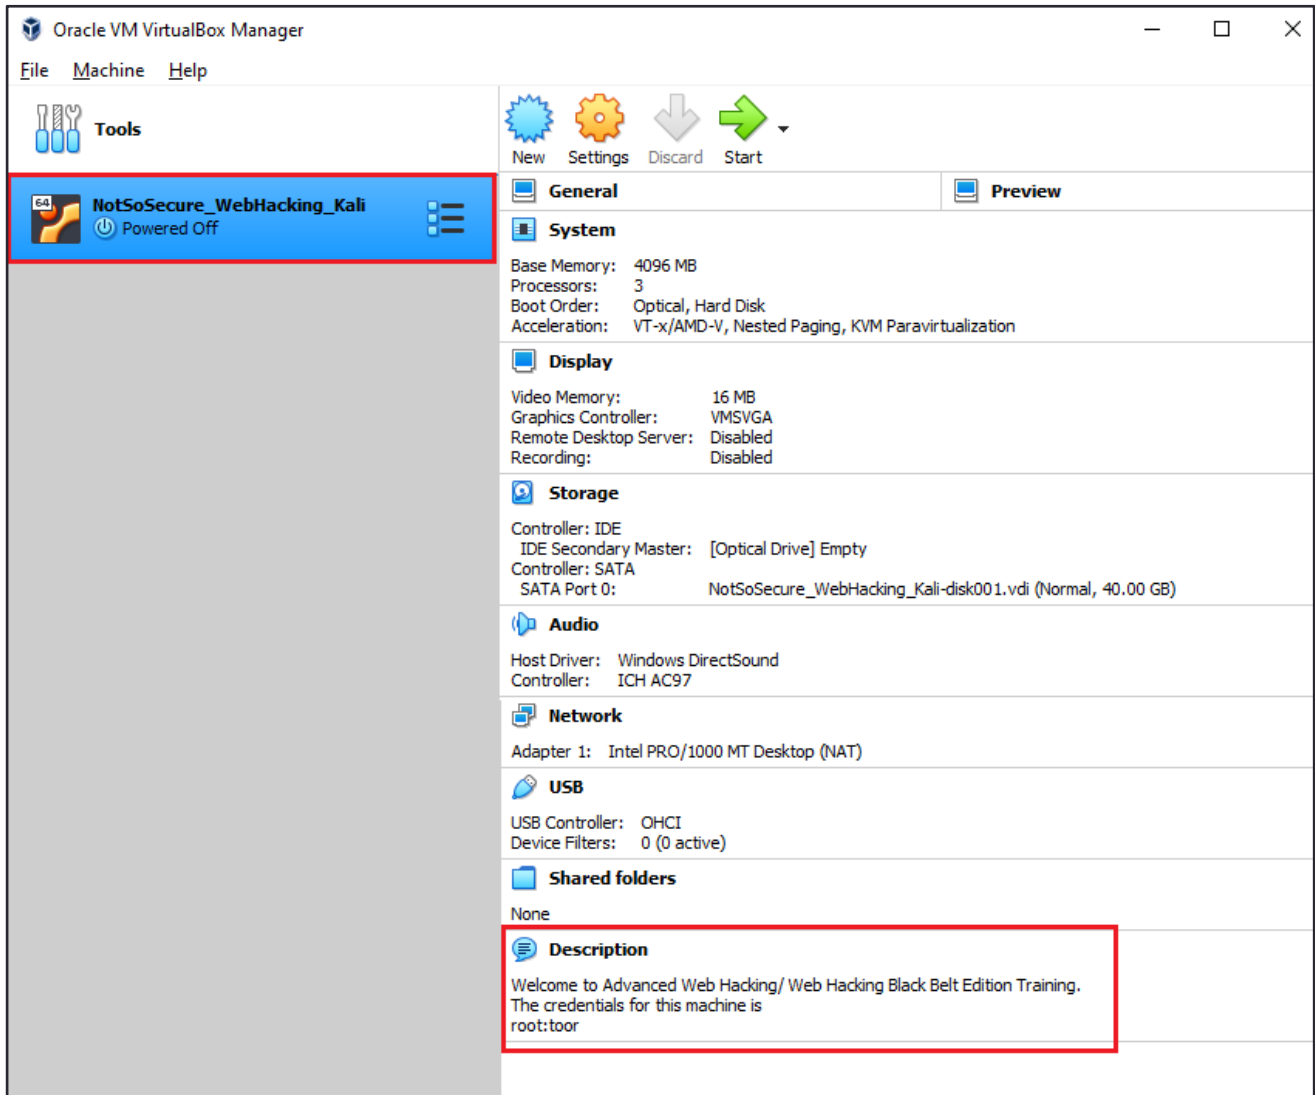 Oracle VM VirtualBox Manager
File Machine Help
Tools
New Settings Discard Start
64
NotSoSecure_WebHacking_Kali
Powered Off
General
Preview
System
Base Memory: 4096 MB
Processors: 3
Boot Order: Optical, Hard Disk
Acceleration: VT-x/AMD-V, Nested Paging, KVM Paravirtualization
Display
Video Memory: 16 MB
Graphics Controller: VMSVGA
Remote Desktop Server: Disabled
Recording: Disabled
Storage
Controller: IDE
IDE Secondary Master: [Optical Drive] Empty
Controller: SATA
SATA Port 0: NotSoSecure_WebHacking_Kali-disk001.vdi (Normal, 40.00 GB)
Audio
Host Driver: Windows DirectSound
Controller: ICH AC97
Network
Adapter 1: Intel PRO/1000 MT Desktop (NAT)
USB
USB Controller: OHCI
Device Filters: 0 (0 active)
Shared folders
None
Description
Welcome to Advanced Web Hacking/ Web Hacking Black Belt Edition Training.
The credentials for this machine is
root:toor